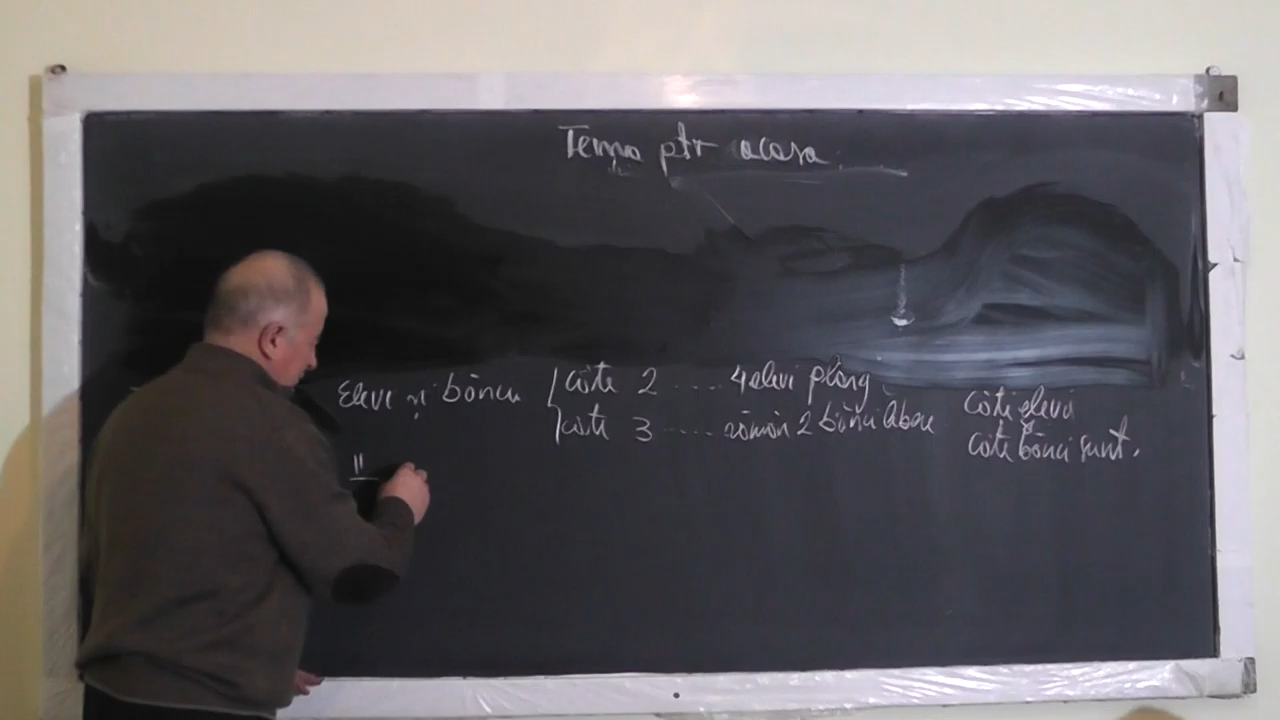 Tema ptr acasa
Elevi și bănci
câte 2 .... 4 elevi plâng
câte 3 .... rămân 2 bănci libere
câți elevi
câte bănci sunt.
"